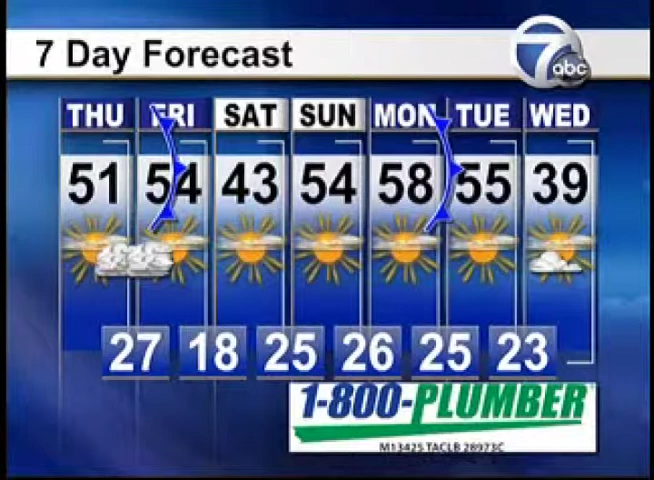 7 Day Forecast
7 abc
THU FRI SAT SUN MON TUE WED
51 54 43 54 58 55 39
27 18 25 26 25 23
1-800-PLUMBER
M13425 TACLB 28973C